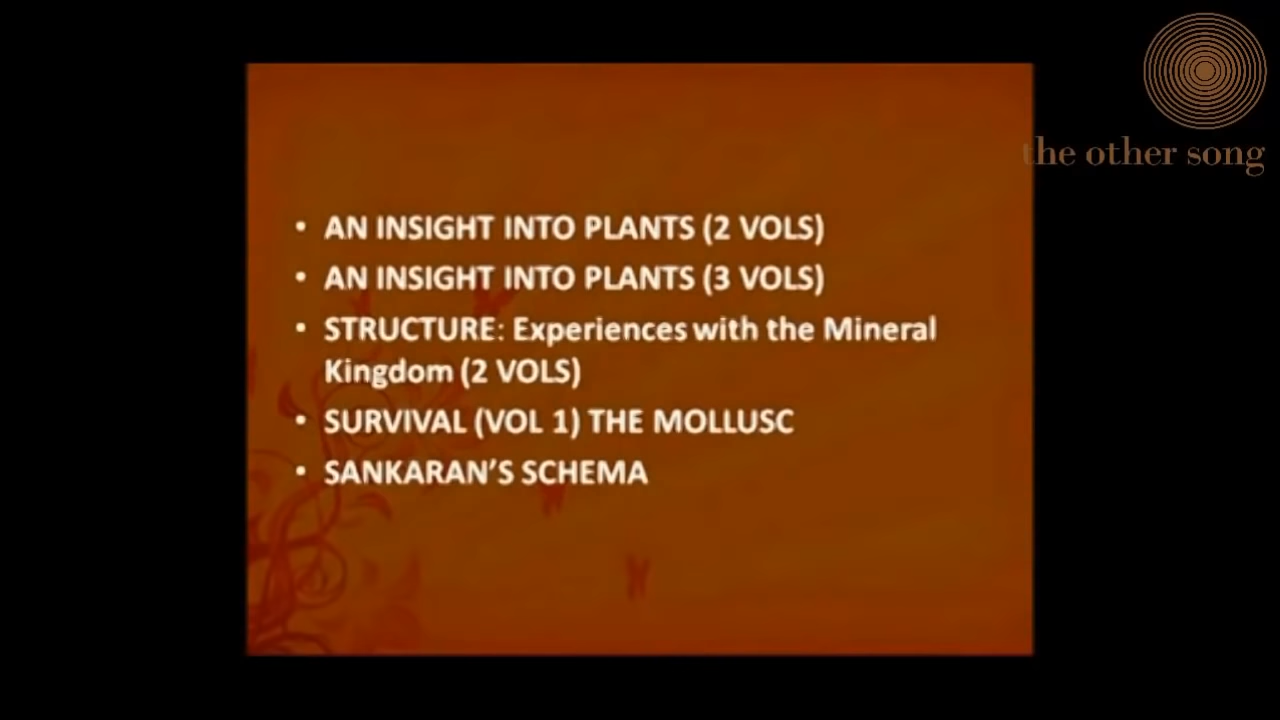 the other song
• AN INSIGHT INTO PLANTS (2 VOLS)
• AN INSIGHT INTO PLANTS (3 VOLS)
• STRUCTURE: Experiences with the Mineral
Kingdom (2 VOLS)
• SURVIVAL (VOL 1) THE MOLLUSC
• SANKARAN'S SCHEMA